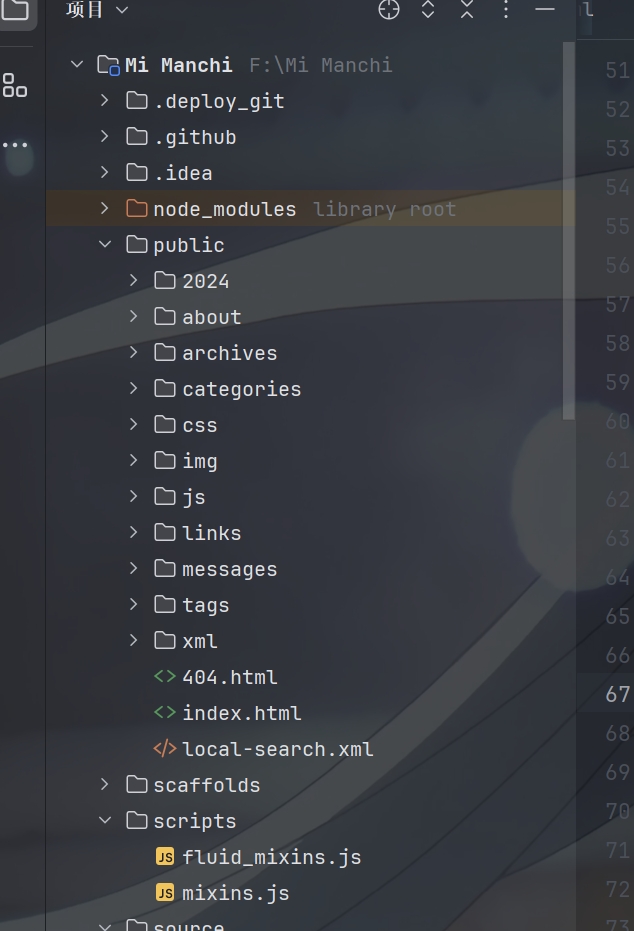 项目
l
Mi Manchi F:\Mi Manchi
.deploy_git
.github
.idea
node_modules library root
public
2024
about
archives
categories
css
img
js
links
messages
tags
xml
404.html
index.html
local-search.xml
scaffolds
scripts
JS fluid_mixins.js
JS mixins.js
source
51
52
53
54
55
56
57
58
59
60
61
62
63
64
65
66
67
68
69
70
71
72
73